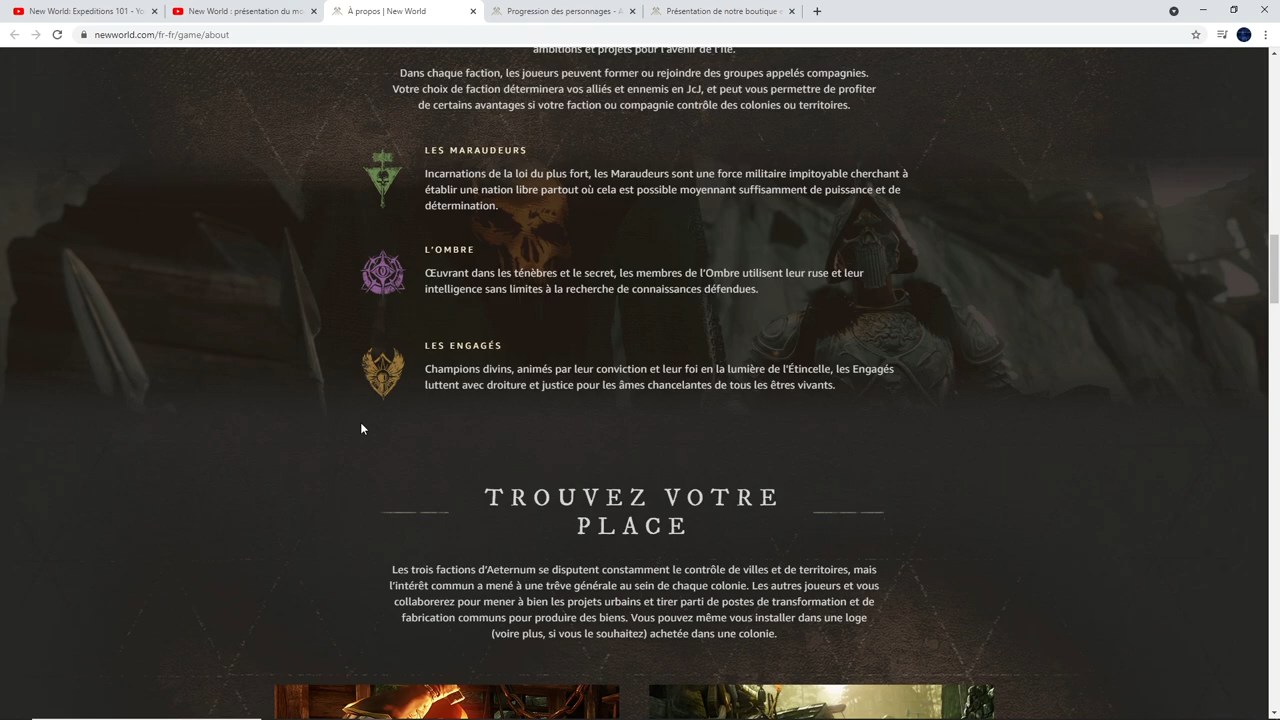 New World: Expeditions 101 - Yo
New World : présentation du mo
À propos | New World
Progression des personnages - A
Présentation de notre boutique e
newworld.com/fr-fr/game/about
ambitions et projets pour l'avenir de l'île.
Dans chaque faction, les joueurs peuvent former ou rejoindre des groupes appelés compagnies.
Votre choix de faction déterminera vos alliés et ennemis en JcJ, et peut vous permettre de profiter
de certains avantages si votre faction ou compagnie contrôle des colonies ou territoires.
LES MARAUDEURS
Incarnations de la loi du plus fort, les Maraudeurs sont une force militaire impitoyable cherchant à
établir une nation libre partout où cela est possible moyennant suffisamment de puissance et de
détermination.
L'OMBRE
Œuvrant dans les ténèbres et le secret, les membres de l'Ombre utilisent leur ruse et leur
intelligence sans limites à la recherche de connaissances défendues.
LES ENGAGÉS
Champions divins, animés par leur conviction et leur foi en la lumière de l'Étincelle, les Engagés
luttent avec droiture et justice pour les âmes chancelantes de tous les êtres vivants.
TROUVEZ VOTRE
PLACE
Les trois factions d'Aeternum se disputent constamment le contrôle de villes et de territoires, mais
l'intérêt commun a mené à une trêve générale au sein de chaque colonie. Les autres joueurs et vous
collaborerez pour mener à bien les projets urbains et tirer parti de postes de transformation et de
fabrication communs pour produire des biens. Vous pouvez même vous installer dans une loge
(voire plus, si vous le souhaitez) achetée dans une colonie.